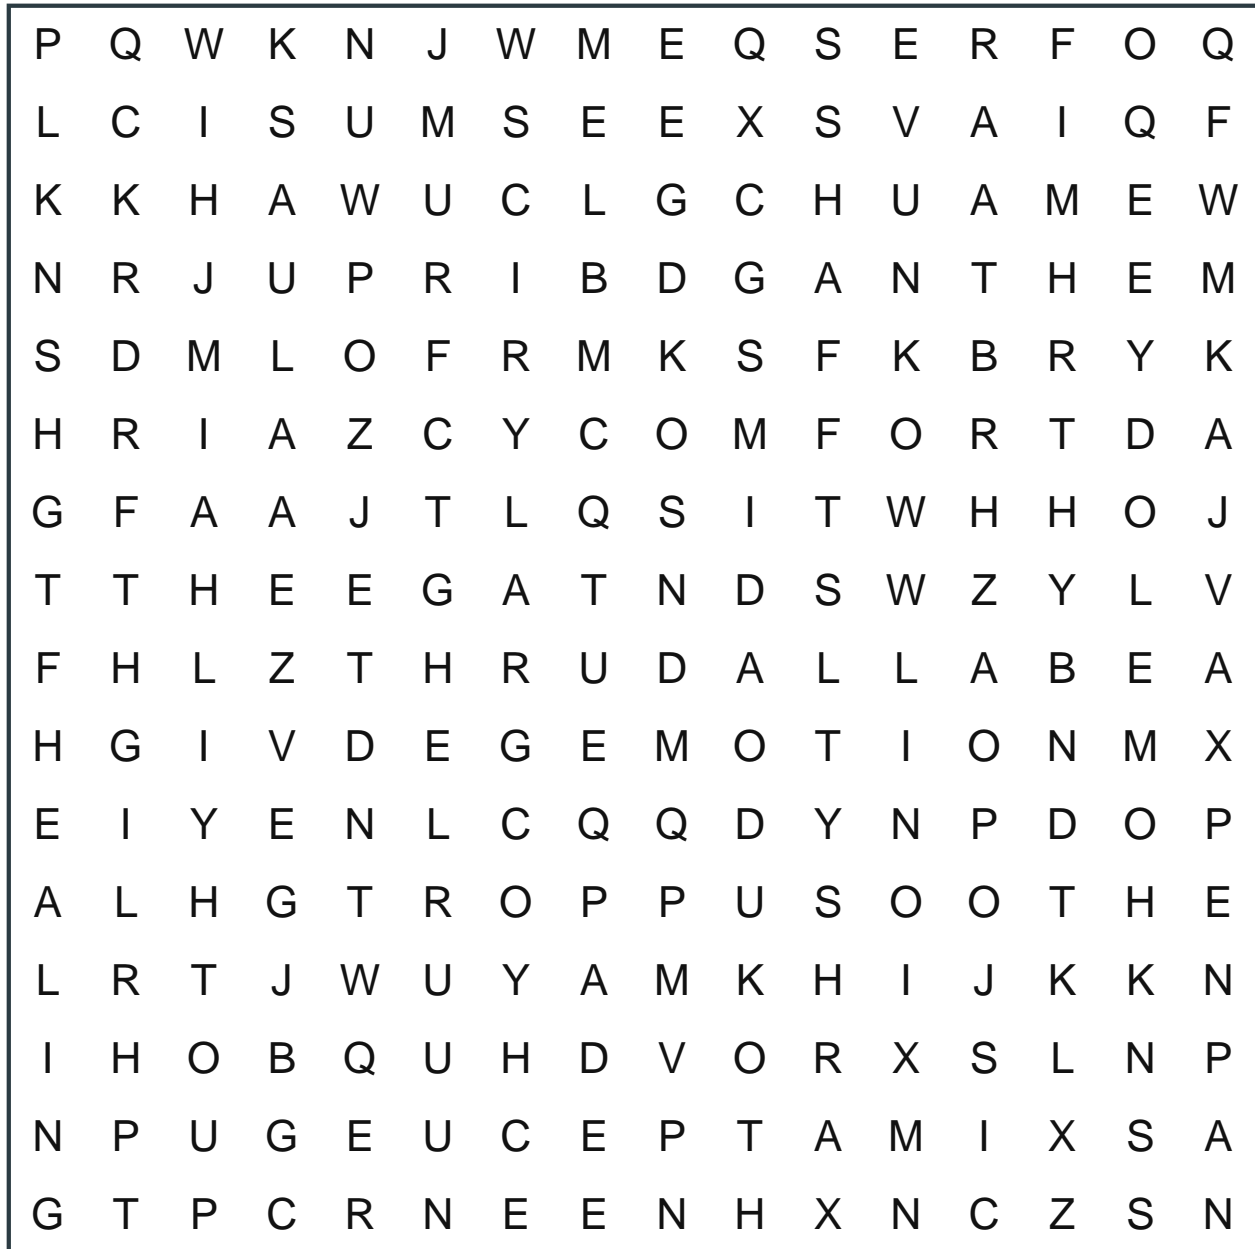 P Q W K N J W M E Q S E R F O Q
L C I S U M S E E X S V A I Q F
K K H A W U C L G C H U A M E W
N R J U P R I B D G A N T H E M
S D M L O F R M K S F K B R Y K
H R I A Z C Y C O M F O R T D A
G F A A J T L Q S I T W H H O J
T T H E E G A T N D S W Z Y L V
F H L Z T H R U D A L L A B E A
H G I V D E G E M O T I O N M X
E I Y E N L C Q Q D Y N P D O P
A L H G T R O P P U S O O T H E
L R T J W U Y A M K H I J K K N
I H O B Q U H D V O R X S L N P
N P U G E U C E P T A M I X S A
G T P C R N E E N H X N C Z S N